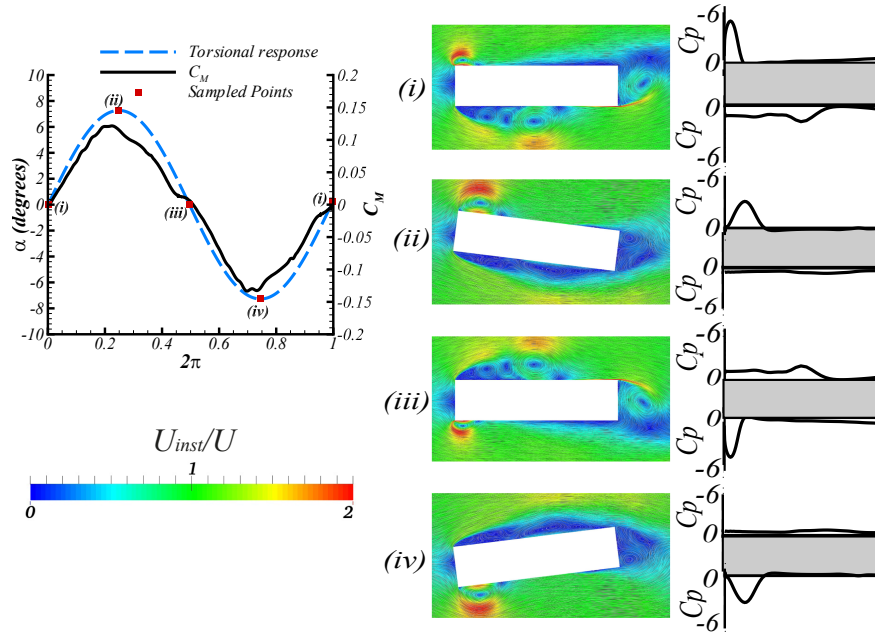 Torsional response
C_M
Sampled Points
10
8
6
4
2
0
-2
-4
-6
-8
-10
α (degrees)
0.2
0.15
0.1
0.05
0
-0.05
-0.1
-0.15
-0.2
C_M
(i)
(ii)
(iii)
(iv)
(i)
0 0.2 0.4 0.6 0.8 1
2π
U_inst/U
1
0 2
(i)
-6
Cp
0
0
Cp
-6
(ii)
-6
Cp
0
0
Cp
-6
(iii)
-6
Cp
0
0
Cp
-6
(iv)
-6
Cp
0
0
Cp
-6